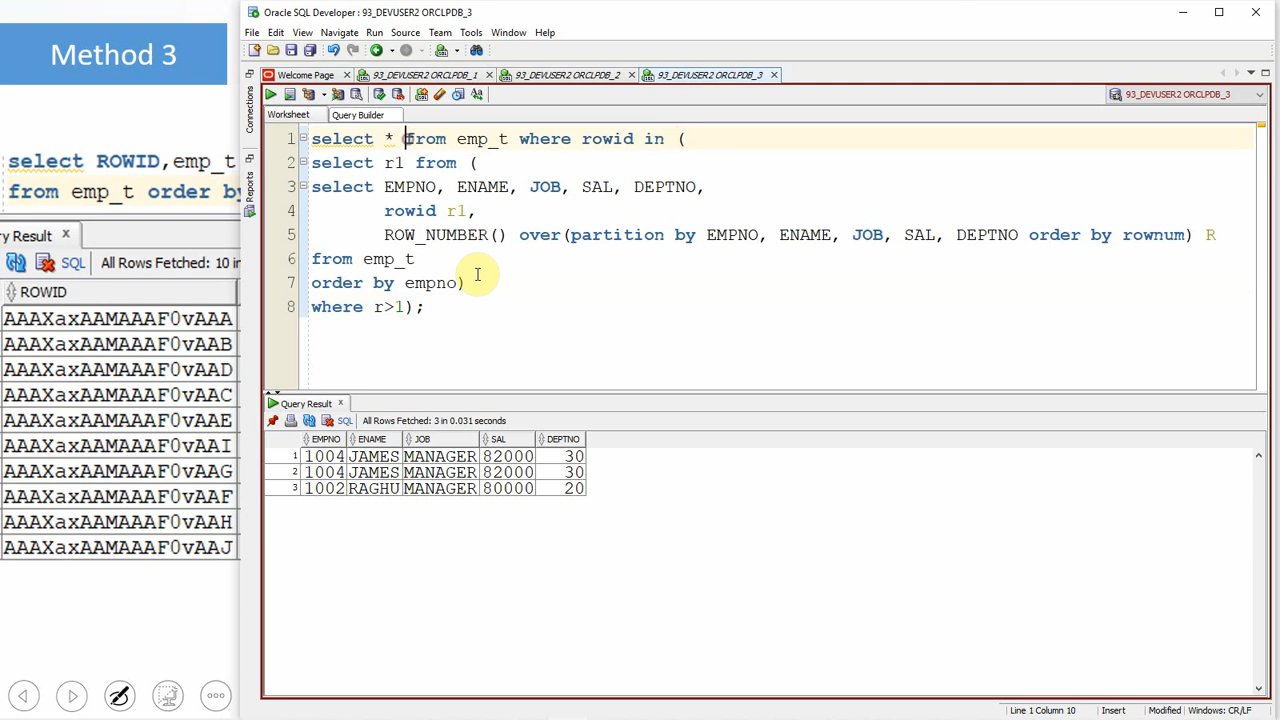 Method 3
select ROWID,emp_t
from emp_t order by
ry Result x
SQL All Rows Fetched: 10 in
ROWID
AAAXaxAAMAAAF0vAAA
AAAXaxAAMAAAF0vAAB
AAAXaxAAMAAAF0vAAD
AAAXaxAAMAAAF0vAAC
AAAXaxAAMAAAF0vAAE
AAAXaxAAMAAAF0vAAI
AAAXaxAAMAAAF0vAAG
AAAXaxAAMAAAF0vAAF
AAAXaxAAMAAAF0vAAH
AAAXaxAAMAAAF0vAAJ
Oracle SQL Developer : 93_DEVUSER2 ORCLPDB_3
File Edit View Navigate Run Source Team Tools Window Help
Welcome Page 93_DEVUSER2 ORCLPDB_1 93_DEVUSER2 ORCLPDB_2 93_DEVUSER2 ORCLPDB_3
93_DEVUSER2 ORCLPDB_3
Connections
Reports
Worksheet Query Builder
1 select * from emp_t where rowid in (
2 select r1 from (
3 select EMPNO, ENAME, JOB, SAL, DEPTNO,
4 rowid r1,
5 ROW_NUMBER() over(partition by EMPNO, ENAME, JOB, SAL, DEPTNO order by rownum) R
6 from emp_t
7 order by empno)
8 where r>1);
Query Result x
SQL All Rows Fetched: 3 in 0.031 seconds
EMPNO ENAME JOB SAL DEPTNO
1 1004 JAMES MANAGER 82000 30
2 1004 JAMES MANAGER 82000 30
3 1002 RAGHU MANAGER 80000 20
Line 1 Column 10 Insert Modified Windows: CR/LF